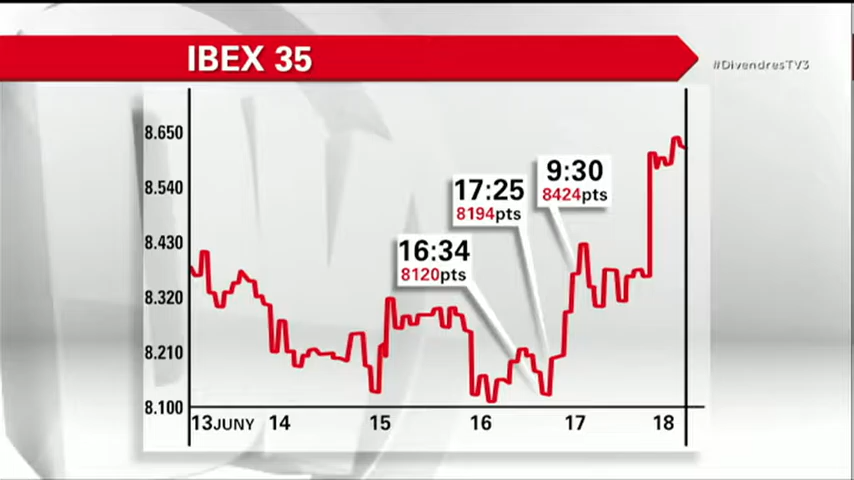 IBEX 35
#DivendresTV3
8.650
8.540
8.430
8.320
8.210
8.100
16:34
8120pts
17:25
8194pts
9:30
8424pts
13JUNY 14 15 16 17 18